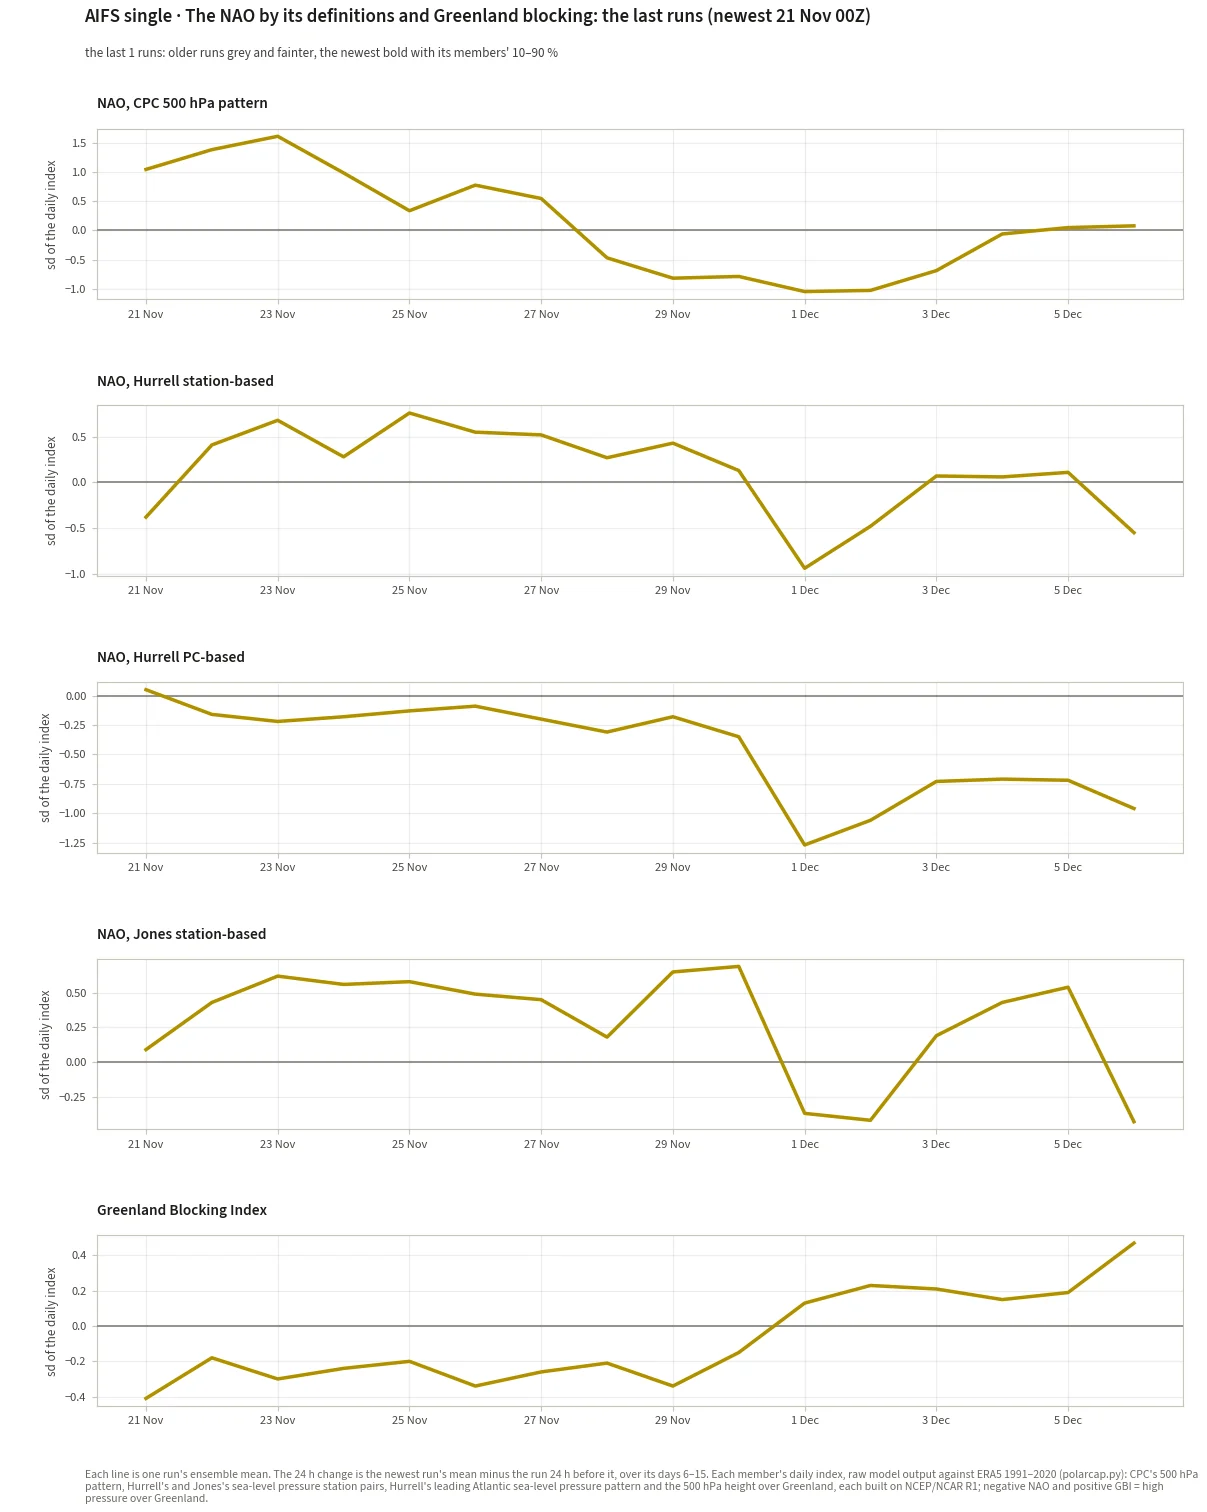 AIFS single · The NAO by its definitions and Greenland blocking: the last runs (newest 21 Nov 00Z)
the last 1 runs: older runs grey and fainter, the newest bold with its members' 10–90 %
NAO, CPC 500 hPa pattern
sd of the daily index
1.5
1.0
0.5
0.0
−0.5
−1.0
21 Nov 23 Nov 25 Nov 27 Nov 29 Nov 1 Dec 3 Dec 5 Dec
NAO, Hurrell station-based
sd of the daily index
0.5
0.0
−0.5
−1.0
21 Nov 23 Nov 25 Nov 27 Nov 29 Nov 1 Dec 3 Dec 5 Dec
NAO, Hurrell PC-based
sd of the daily index
0.00
−0.25
−0.50
−0.75
−1.00
−1.25
21 Nov 23 Nov 25 Nov 27 Nov 29 Nov 1 Dec 3 Dec 5 Dec
NAO, Jones station-based
sd of the daily index
0.50
0.25
0.00
−0.25
21 Nov 23 Nov 25 Nov 27 Nov 29 Nov 1 Dec 3 Dec 5 Dec
Greenland Blocking Index
sd of the daily index
0.4
0.2
0.0
−0.2
−0.4
21 Nov 23 Nov 25 Nov 27 Nov 29 Nov 1 Dec 3 Dec 5 Dec
Each line is one run's ensemble mean. The 24 h change is the newest run's mean minus the run 24 h before it, over its days 6–15. Each member's daily index, raw model output against ERA5 1991–2020 (polarcap.py): CPC's 500 hPa
pattern, Hurrell's and Jones's sea-level pressure station pairs, Hurrell's leading Atlantic sea-level pressure pattern and the 500 hPa height over Greenland, each built on NCEP/NCAR R1; negative NAO and positive GBI = high
pressure over Greenland.